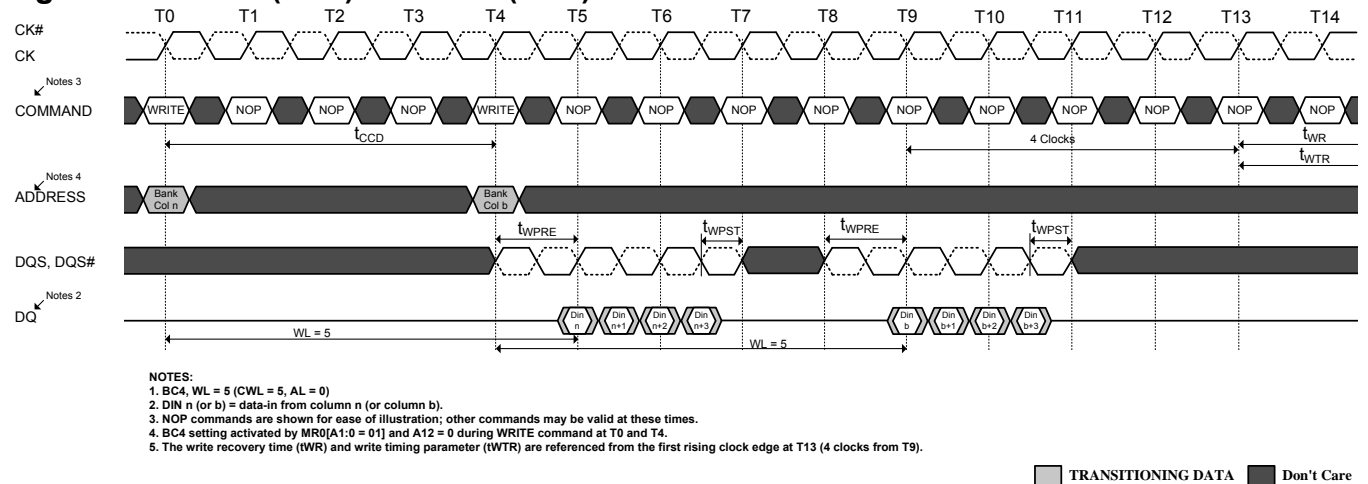 T0 T1 T2 T3 T4 T5 T6 T7 T8 T9 T10 T11 T12 T13 T14
CK#
CK
Notes 3
COMMAND WRITE NOP NOP NOP WRITE NOP NOP NOP NOP NOP NOP NOP NOP NOP NOP
tCCD 4 Clocks tWR
tWTR
Notes 4
ADDRESS
Bank Col n
Bank Col b
tWPRE tWPST tWPRE tWPST
DQS, DQS#
Notes 2
DQ
Din n Din n+1 Din n+2 Din n+3 Din b Din b+1 Din b+2 Din b+3
WL = 5
WL = 5
NOTES:
1. BC4, WL = 5 (CWL = 5, AL = 0)
2. DIN n (or b) = data-in from column n (or column b).
3. NOP commands are shown for ease of illustration; other commands may be valid at these times.
4. BC4 setting activated by MR0[A1:0 = 01] and A12 = 0 during WRITE command at T0 and T4.
5. The write recovery time (tWR) and write timing parameter (tWTR) are referenced from the first rising clock edge at T13 (4 clocks from T9).
TRANSITIONING DATA Don't Care